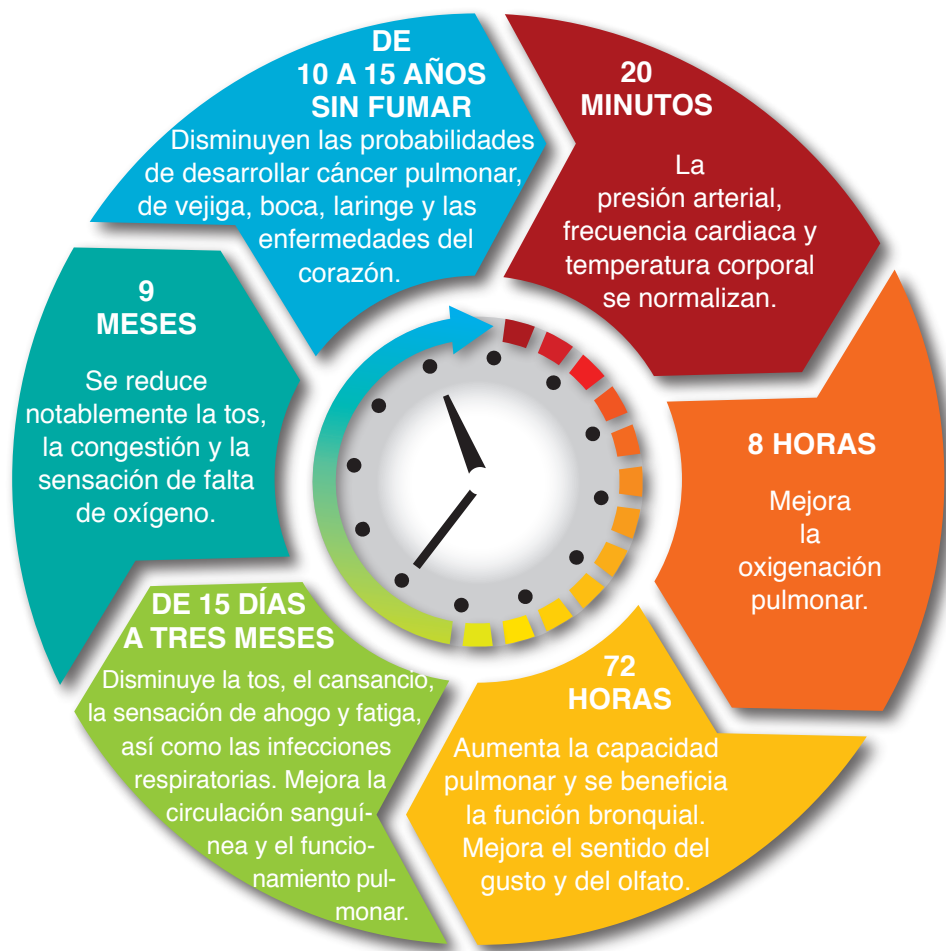 20
MINUTOS
La
presión arterial,
frecuencia cardiaca y
temperatura corporal
se normalizan.
8 HORAS
Mejora
la
oxigenación
pulmonar.
72
HORAS
Aumenta la capacidad
pulmonar y se beneficia
la función bronquial.
Mejora el sentido del
gusto y del olfato.
DE 15 DÍAS
A TRES MESES
Disminuye la tos, el cansancio,
la sensación de ahogo y fatiga,
así como las infecciones
respiratorias. Mejora la
circulación sanguí-
nea y el funcio-
namiento pul-
monar.
9
MESES
Se reduce
notablemente la tos,
la congestión y la
sensación de falta
de oxígeno.
DE
10 A 15 AÑOS
SIN FUMAR
Disminuyen las probabilidades
de desarrollar cáncer pulmonar,
de vejiga, boca, laringe y las
enfermedades del
corazón.